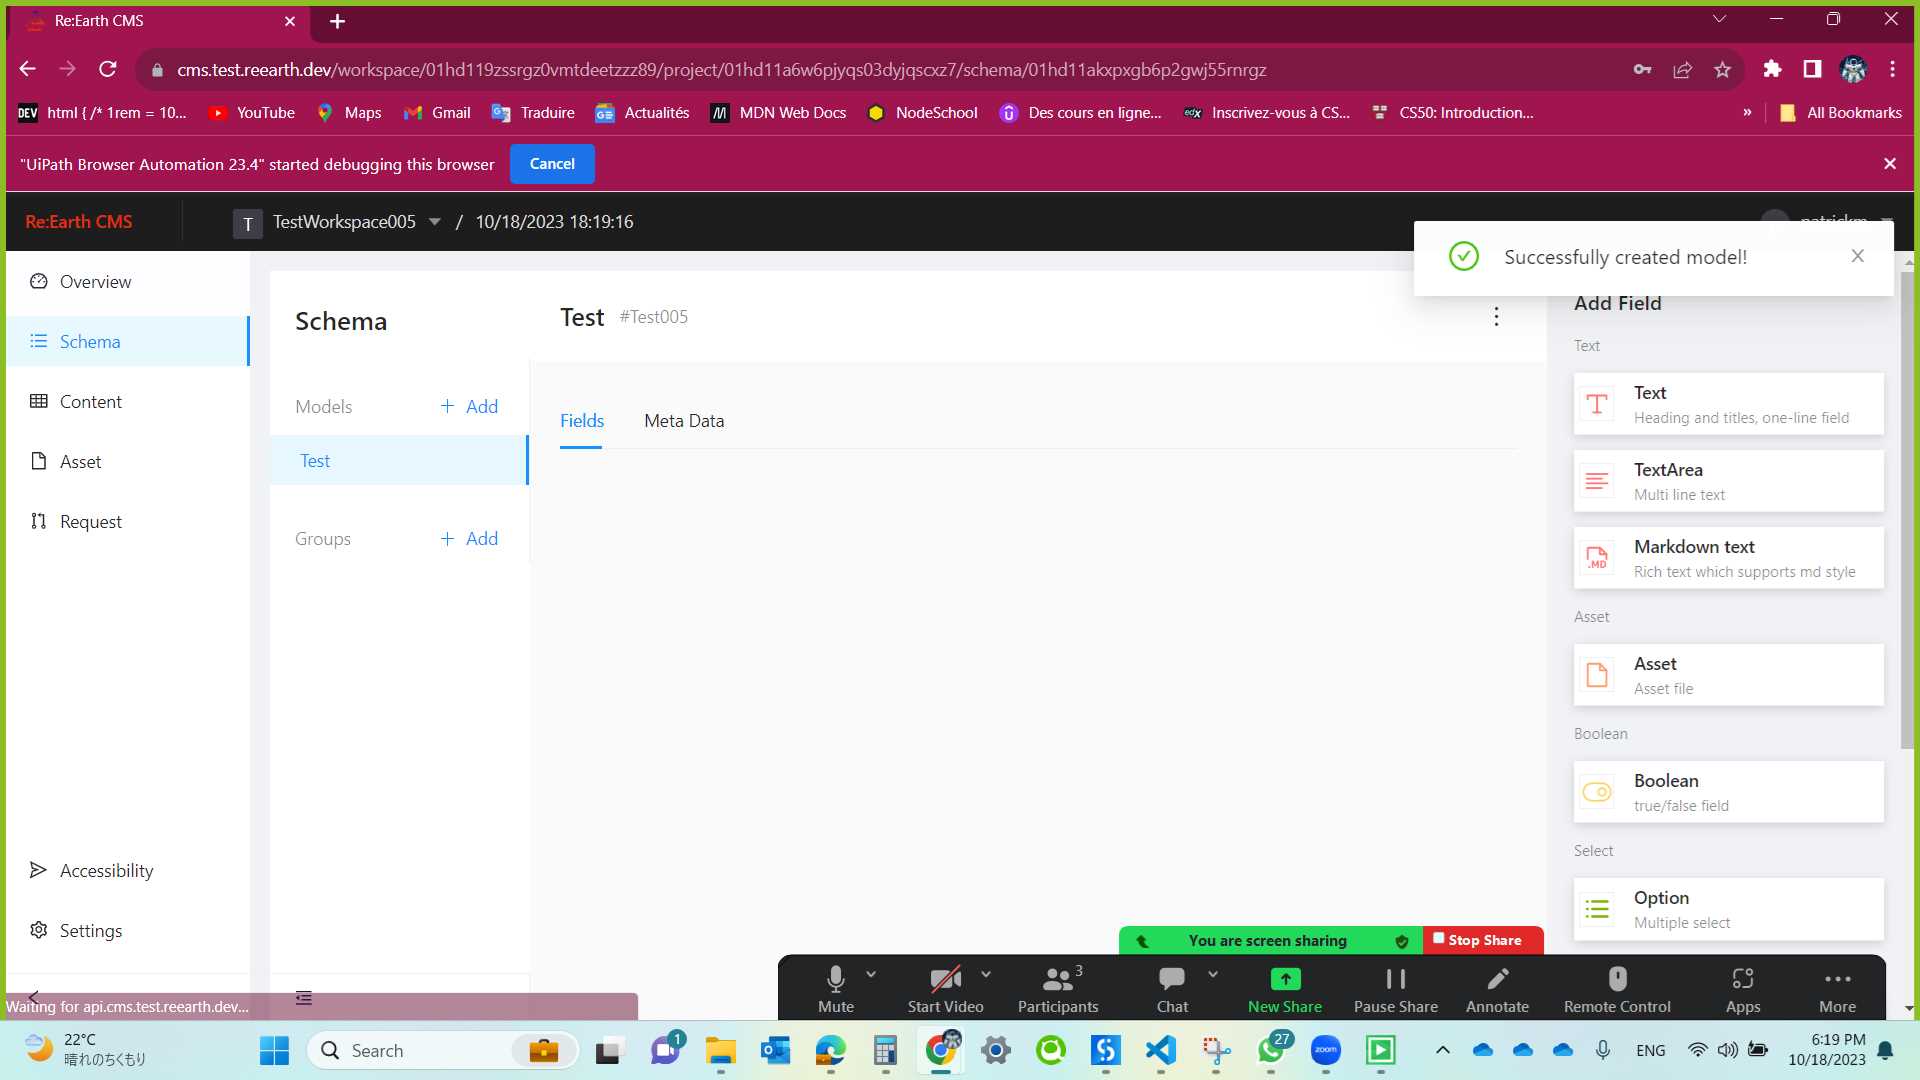 Re:Earth CMS
cms.test.reearth.dev/workspace/01hd119zssrgz0vmtdeetzzz89/project/01hd11a6w6pjyqs03dyjqscxz7/schema/01hd11akxpxgb6p2gwj55rnrgz
DEV html { /* 1rem = 10... YouTube Maps Gmail Traduire Actualités MDN Web Docs NodeSchool Des cours en ligne... edX Inscrivez-vous à CS... CS50: Introduction... » All Bookmarks
"UiPath Browser Automation 23.4" started debugging this browser Cancel
Re:Earth CMS T TestWorkspace005 / 10/18/2023 18:19:16
Successfully created model!
Overview
Schema
Content
Asset
Request
Accessibility
Settings
Schema
Models + Add
Test
Groups + Add
Test #Test005
Fields Meta Data
Add Field
Text
Text
Heading and titles, one-line field
TextArea
Multi line text
.MD
Markdown text
Rich text which supports md style
Asset
Asset
Asset file
Boolean
Boolean
true/false field
Select
Option
Multiple select
You are screen sharing Stop Share
3
Mute Start Video Participants Chat New Share Pause Share Annotate Remote Control Apps More
Waiting for api.cms.test.reearth.dev...
22°C
晴れのちくもり
Search
1
zoom
27
ENG
6:19 PM
10/18/2023